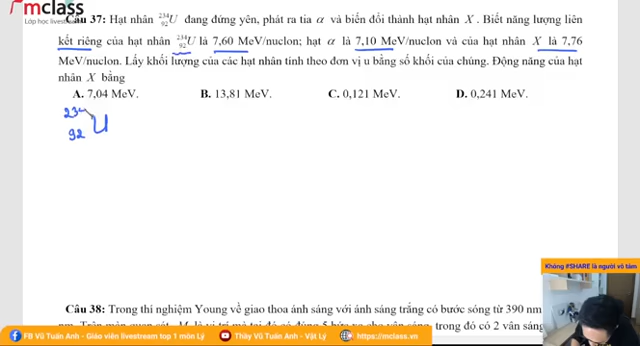 mclass
Lớp học livestream
Câu 37: Hạt nhân ²³⁴₉₂U đang đứng yên, phát ra tia α và biến đổi thành hạt nhân X. Biết năng lượng liên
kết riêng của hạt nhân ²³⁴₉₂U là 7,60 MeV/nuclon; hạt α là 7,10 MeV/nuclon và của hạt nhân X là 7,76
MeV/nuclon. Lấy khối lượng của các hạt nhân tính theo đơn vị u bằng số khối của chúng. Động năng của hạt
nhân X bằng
A. 7,04 MeV. B. 13,81 MeV. C. 0,121 MeV. D. 0,241 MeV.
234
92 U
Kháng #SHARE là người vô tâm
Câu 38: Trong thí nghiệm Young về giao thoa ánh sáng với ánh sáng trắng có bước sóng từ 390 nm
trong đó có 2 vân sáng
FB Vũ Tuấn Anh - Giáo viên livestream top 1 môn Lý Thầy Vũ Tuấn Anh - Vật Lý https://mclass.vn